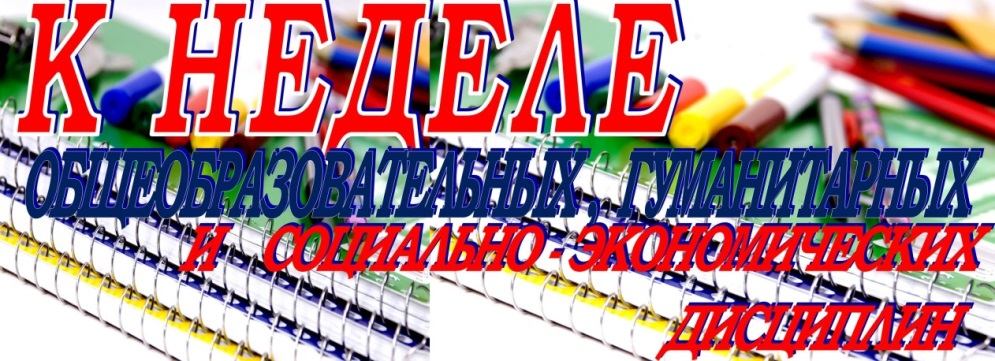 К НЕДЕЛЕ
ОБЩЕОБРАЗОВАТЕЛЬНЫХ , ГУМАНИТАРНЫХ
И СОЦИАЛЬНО - ЭКОНОМИЧЕСКИХ
ДИСЦИПЛИН